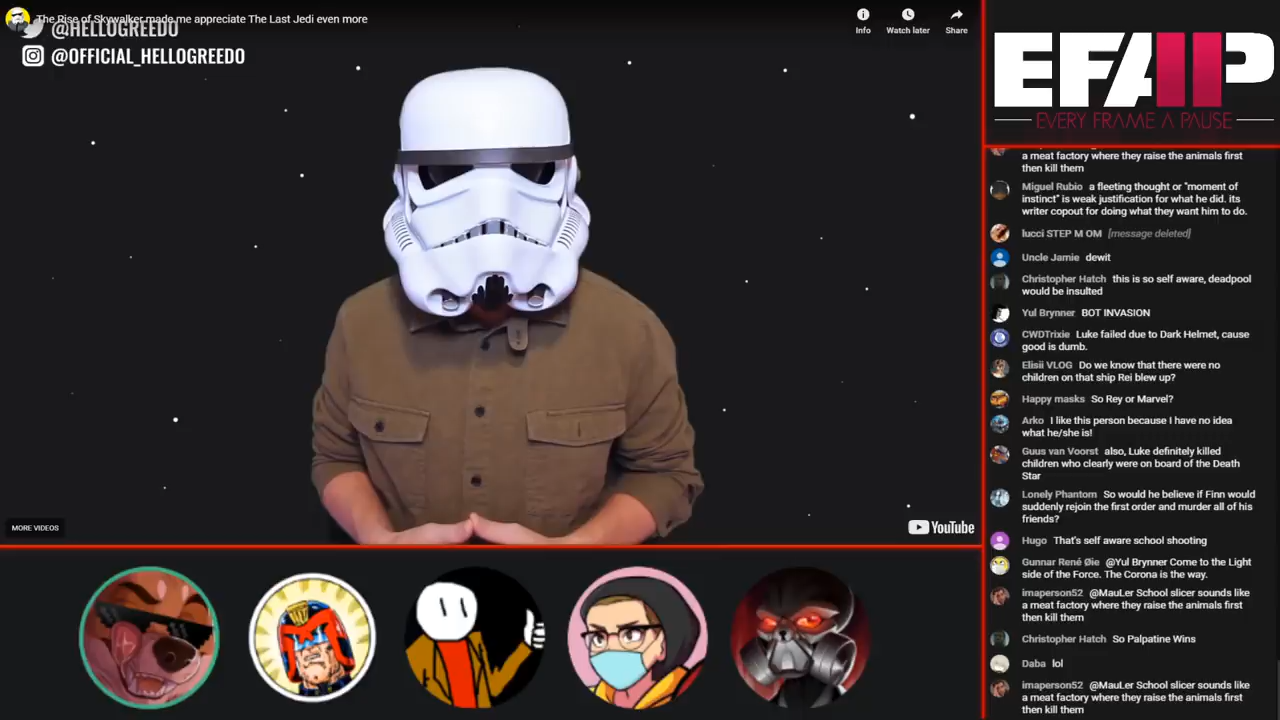 The Rise of Skywalker made me appreciate The Last Jedi even more
@HELLOGREEDO
@OFFICIAL_HELLOGREEDO
Info
Watch later
Share
MORE VIDEOS
YouTube
EFAP
EVERY FRAME A PAUSE
a meat factory where they raise the animals first
then kill them
Miguel Rubio a fleeting thought or "moment of
instinct" is weak justification for what he did. its
writer copout for doing what they want him to do.
lucci STEP M OM [message deleted]
Uncle Jamie dewit
Christopher Hatch this is so self aware, deadpool
would be insulted
Yul Brynner BOT INVASION
CWDTrixie Luke failed due to Dark Helmet, cause
good is dumb.
Elisii VLOG Do we know that there were no
children on that ship Rei blew up?
Happy masks So Rey or Marvel?
Arko I like this person because I have no idea
what he/she is!
Guus van Voorst also, Luke definitely killed
children who clearly were on board of the Death
Star
Lonely Phantom So would he believe if Finn would
suddenly rejoin the first order and murder all of his
friends?
Hugo That's self aware school shooting
Gunnar René Øie @Yul Brynner Come to the Light
side of the Force. The Corona is the way.
imaperson52 @MauLer School slicer sounds like
a meat factory where they raise the animals first
then kill them
Christopher Hatch So Palpatine Wins
Daba lol
imaperson52 @MauLer School slicer sounds like
a meat factory where they raise the animals first
then kill them